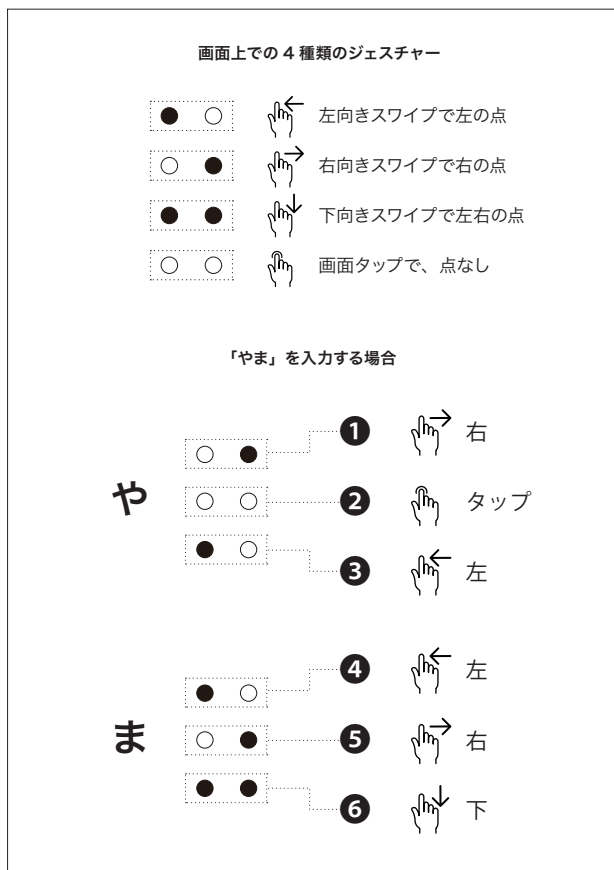 画面上での 4 種類のジェスチャー
左向きスワイプで左の点
右向きスワイプで右の点
下向きスワイプで左右の点
画面タップで、点なし
「やま」を入力する場合
や
1 右
2 タップ
3 左
ま
4 左
5 右
6 下